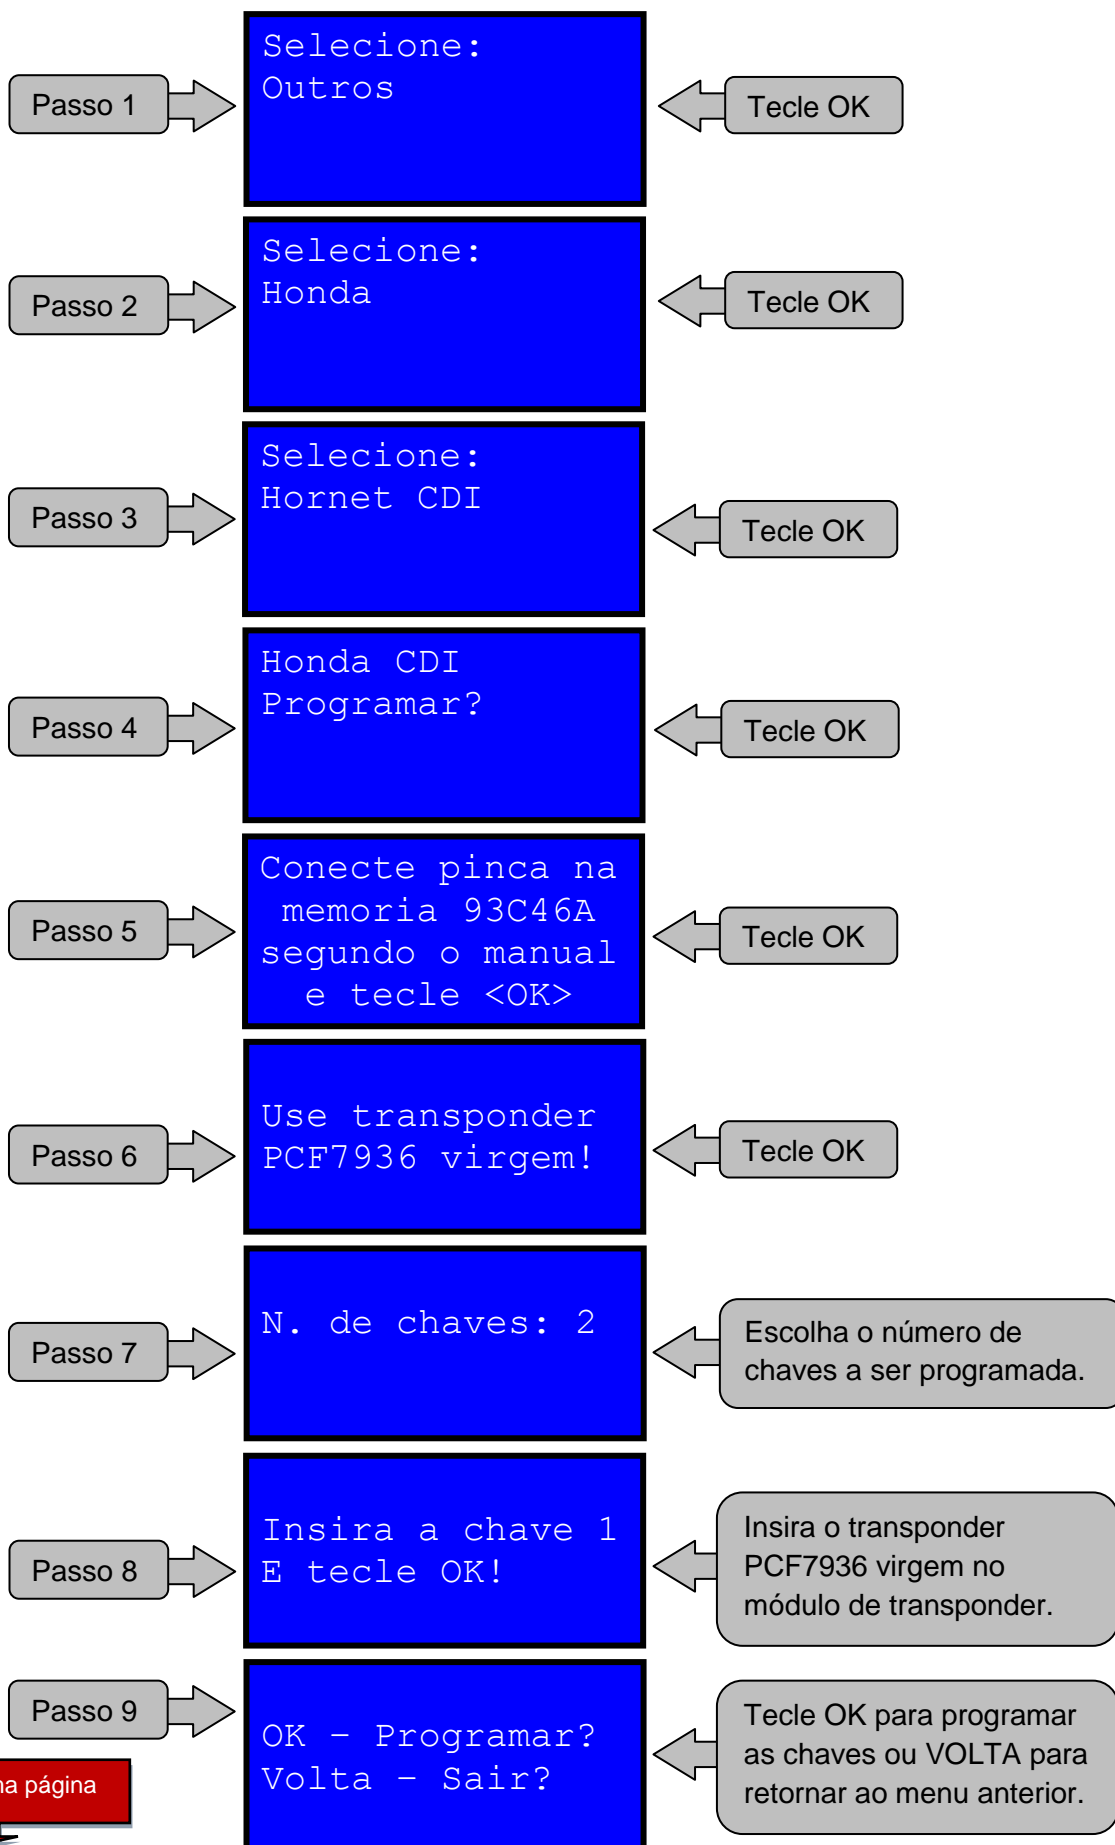 Passo 1
Selecione:
Outros
Tecle OK
Passo 2
Selecione:
Honda
Tecle OK
Passo 3
Selecione:
Hornet CDI
Tecle OK
Passo 4
Honda CDI
Programar?
Tecle OK
Passo 5
Conecte pinca na
memoria 93C46A
segundo o manual
e tecle <OK>
Tecle OK
Passo 6
Use transponder
PCF7936 virgem!
Tecle OK
Passo 7
N. de chaves: 2
Escolha o número de
chaves a ser programada.
Passo 8
Insira a chave 1
E tecle OK!
Insira o transponder
PCF7936 virgem no
módulo de transponder.
Passo 9
OK – Programar?
Volta – Sair?
Tecle OK para programar
as chaves ou VOLTA para
retornar ao menu anterior.
página